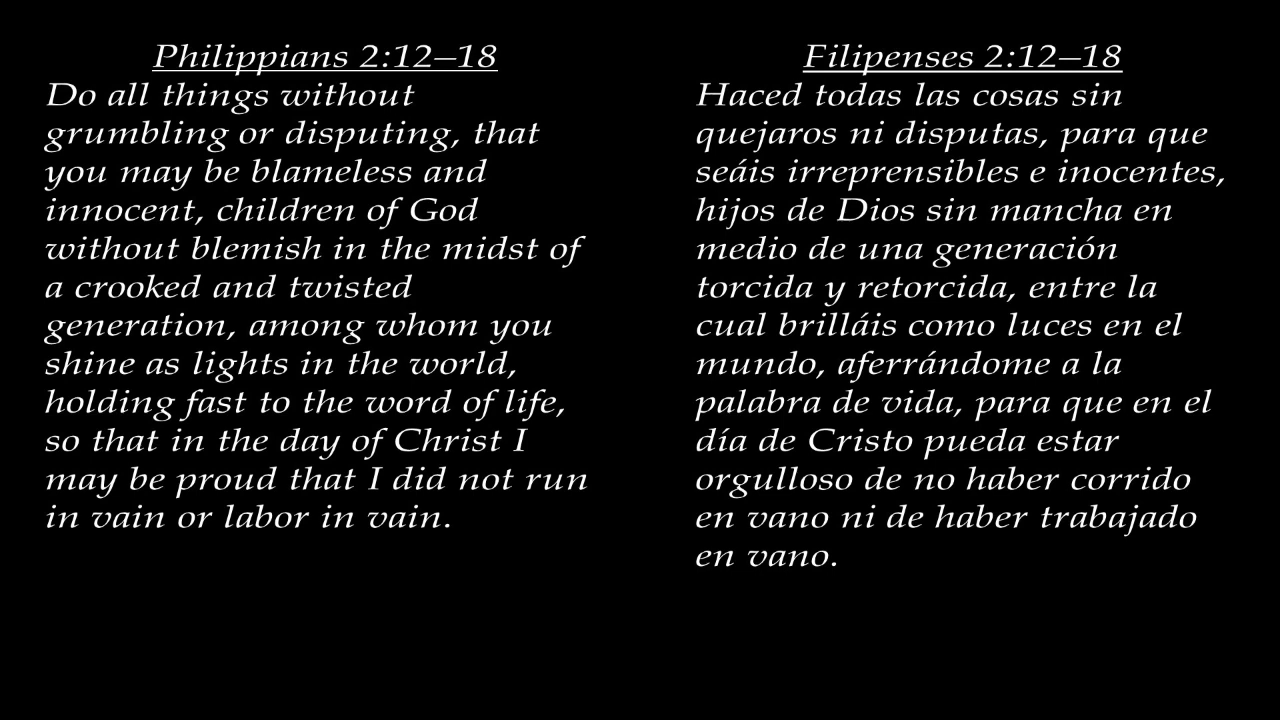 Philippians 2:12–18
Do all things without
grumbling or disputing, that
you may be blameless and
innocent, children of God
without blemish in the midst of
a crooked and twisted
generation, among whom you
shine as lights in the world,
holding fast to the word of life,
so that in the day of Christ I
may be proud that I did not run
in vain or labor in vain.
Filipenses 2:12–18
Haced todas las cosas sin
quejaros ni disputas, para que
seáis irreprensibles e inocentes,
hijos de Dios sin mancha en
medio de una generación
torcida y retorcida, entre la
cual brilláis como luces en el
mundo, aferrándome a la
palabra de vida, para que en el
día de Cristo pueda estar
orgulloso de no haber corrido
en vano ni de haber trabajado
en vano.